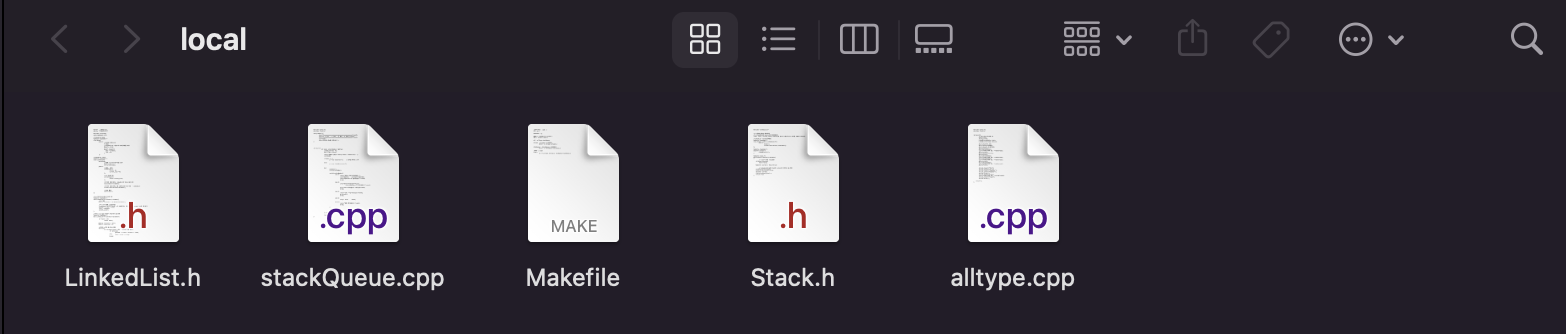 local
.h
.cpp
MAKE
.h
.cpp
LinkedList.h
stackQueue.cpp
Makefile
Stack.h
alltype.cpp